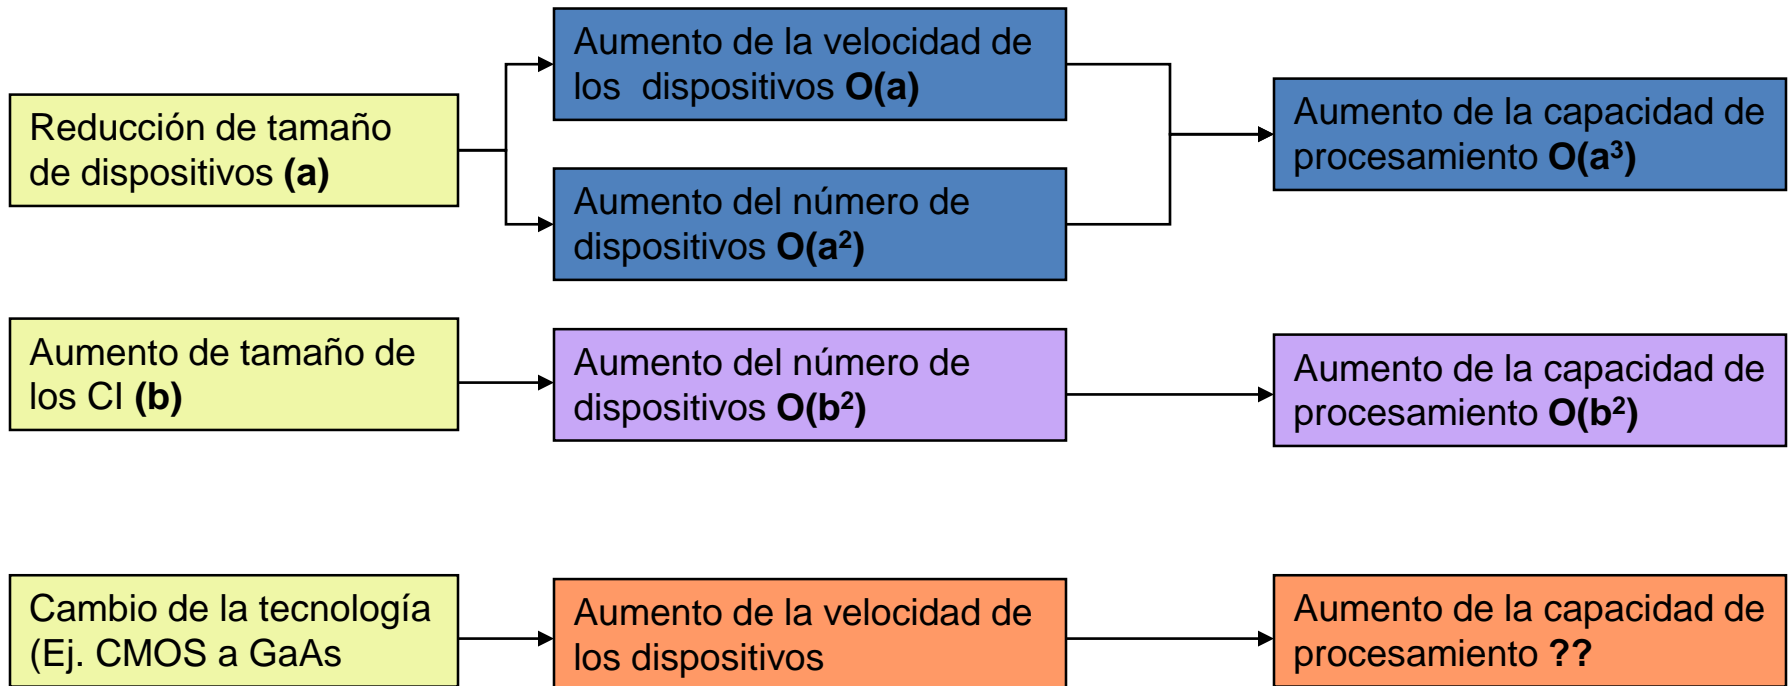 Reducción de tamaño
de dispositivos (a)
Aumento de la velocidad de
los dispositivos O(a)
Aumento del número de
dispositivos O(a²)
Aumento de la capacidad de
procesamiento O(a³)
Aumento de tamaño de
los CI (b)
Aumento del número de
dispositivos O(b²)
Aumento de la capacidad de
procesamiento O(b²)
Cambio de la tecnología
(Ej. CMOS a GaAs
Aumento de la velocidad de
los dispositivos
Aumento de la capacidad de
procesamiento ??